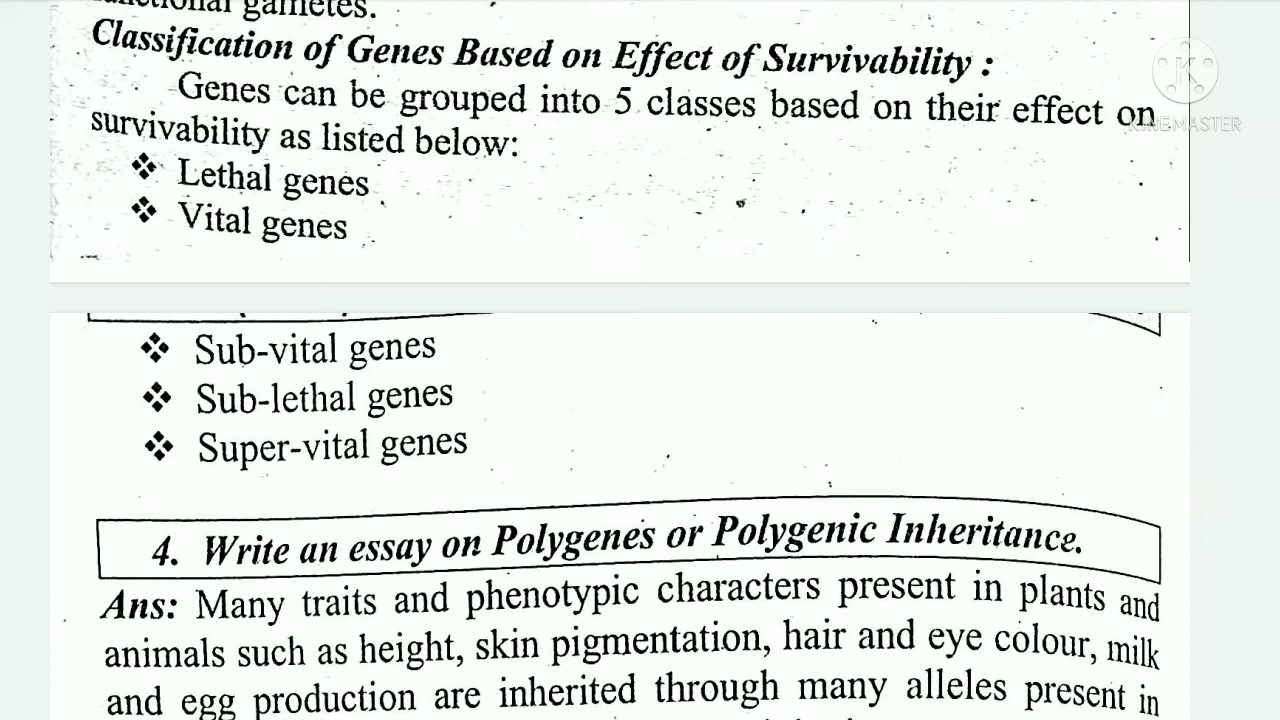 functional gametes.
Classification of Genes Based on Effect of Survivability :
Genes can be grouped into 5 classes based on their effect on
survivability as listed below:
❖ Lethal genes
❖ Vital genes
KINEMASTER
❖ Sub-vital genes
❖ Sub-lethal genes
❖ Super-vital genes
4. Write an essay on Polygenes or Polygenic Inheritance.
Ans: Many traits and phenotypic characters present in plants and
animals such as height, skin pigmentation, hair and eye colour, milk
and egg production are inherited through many alleles present in